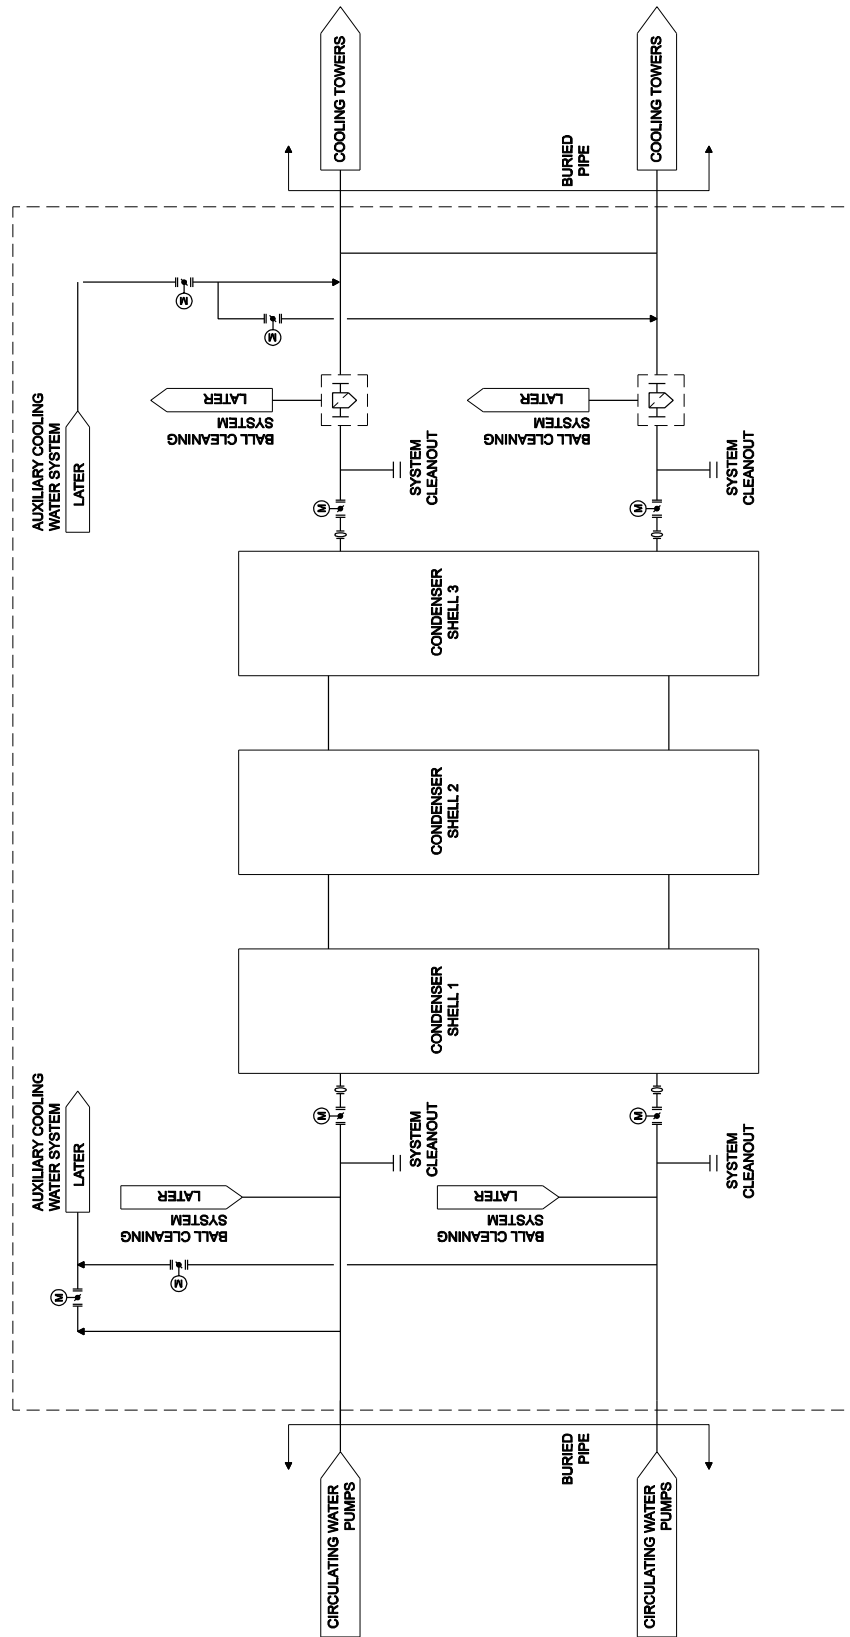 COOLING TOWERS
COOLING TOWERS
BURIED
PIPE
AUXILIARY COOLING
WATER SYSTEM
LATER
M
M
LATER
BALL CLEANING
SYSTEM
LATER
BALL CLEANING
SYSTEM
SYSTEM
CLEANOUT
SYSTEM
CLEANOUT
M
M
CONDENSER
SHELL 3
CONDENSER
SHELL 2
CONDENSER
SHELL 1
AUXILIARY COOLING
WATER SYSTEM
LATER
M
M
SYSTEM
CLEANOUT
SYSTEM
CLEANOUT
LATER
BALL CLEANING
SYSTEM
LATER
BALL CLEANING
SYSTEM
M
M
BURIED
PIPE
CIRCULATING WATER
PUMPS
CIRCULATING WATER
PUMPS